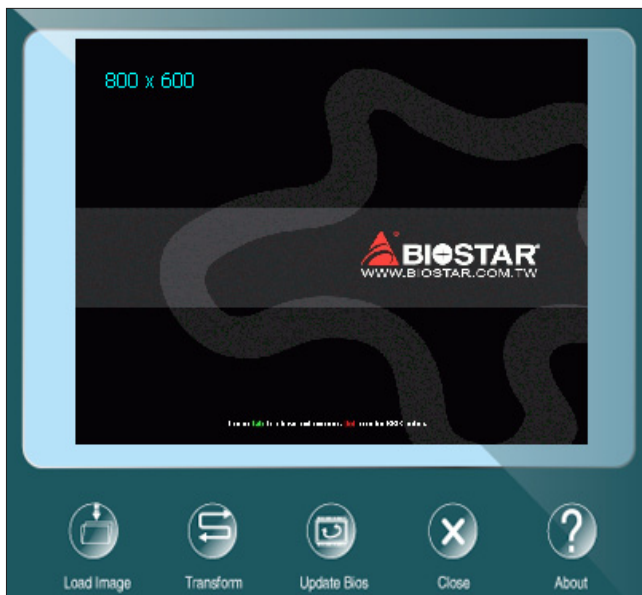 800 x 600
BIOSTAR
WWW.BIOSTAR.COM.TW
Load Image
Transform
Update Bios
Close
About